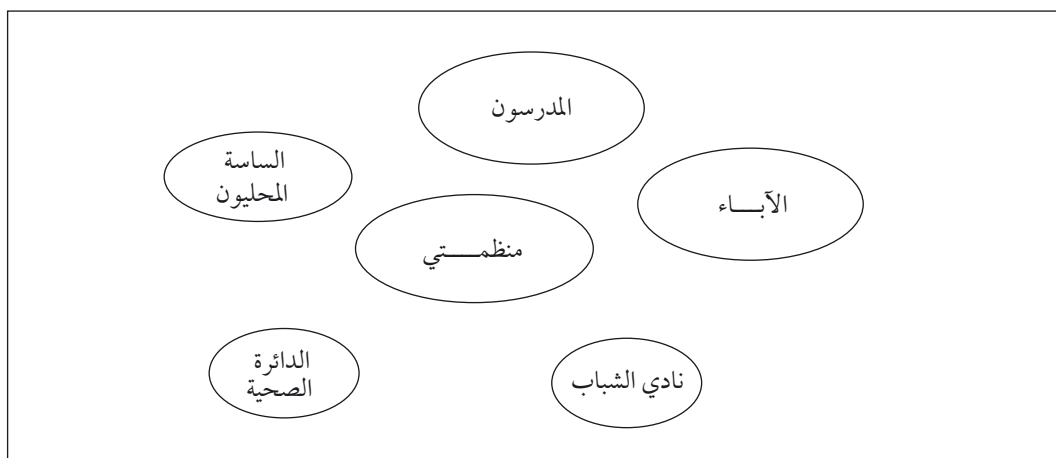 المدرسون
الساسة
المحليون
الآباء
منظمتي
الدائرة
الصحية
نادي الشباب